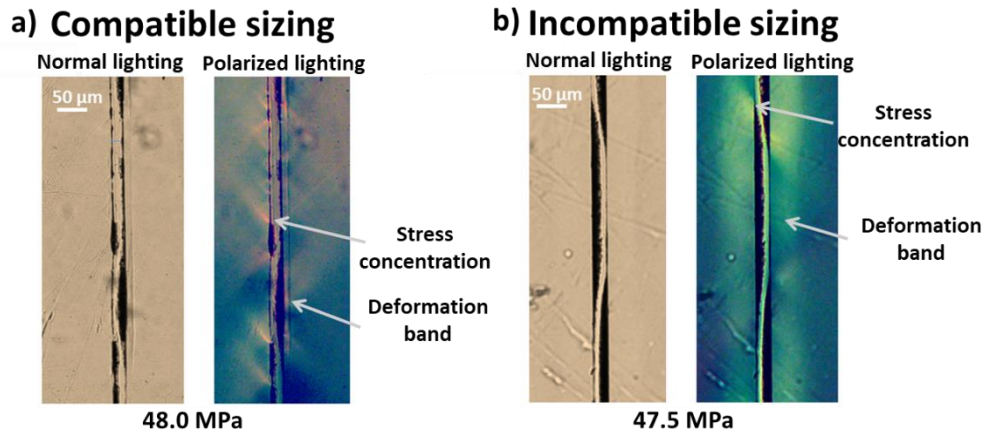 a) Compatible sizing
Normal lighting Polarized lighting
50 µm
Stress
concentration
Deformation
band
48.0 MPa
b) Incompatible sizing
Normal lighting Polarized lighting
50 µm
Stress
concentration
Deformation
band
47.5 MPa